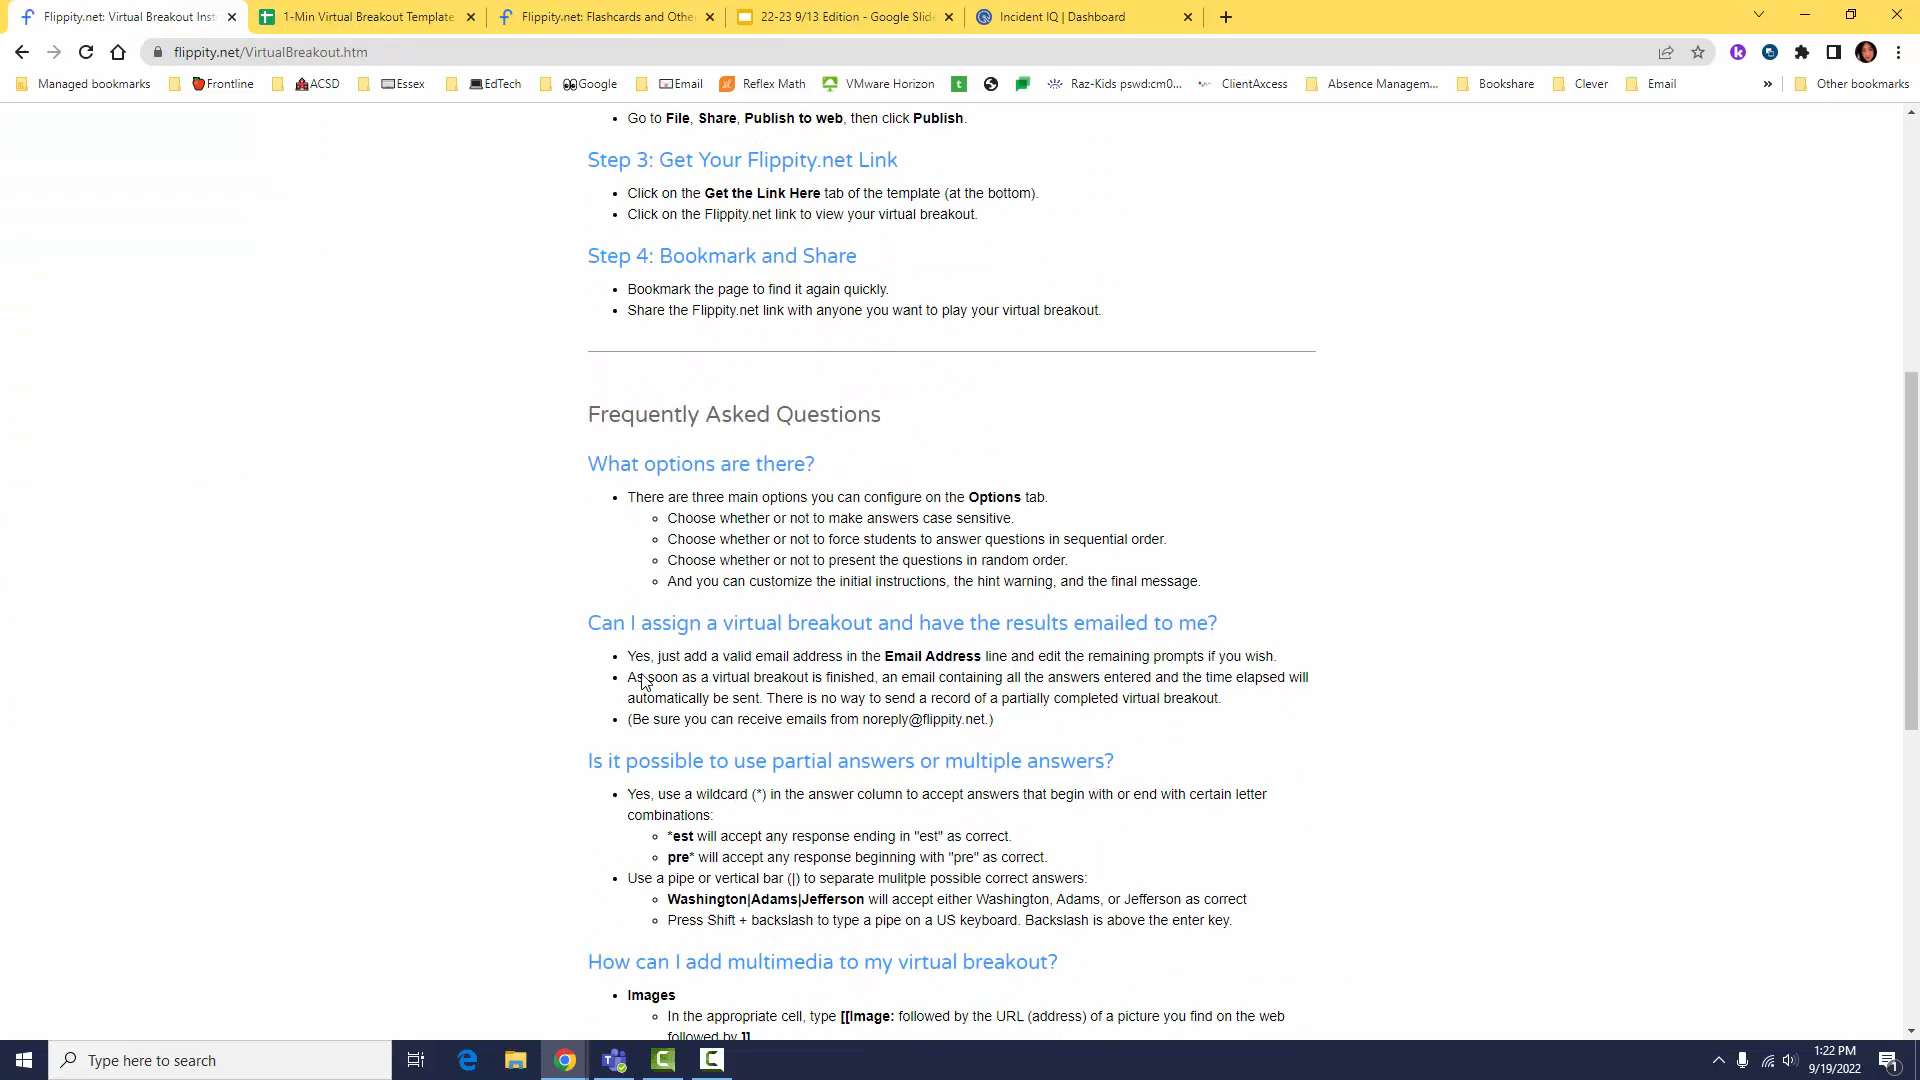 Flippity.net: Virtual Breakout Inst
1-Min Virtual Breakout Template
Flippity.net: Flashcards and Othe
22-23 9/13 Edition - Google Slide
Incident IQ | Dashboard
flippity.net/VirtualBreakout.htm
Managed bookmarks Frontline ACSD Essex EdTech Google Email Reflex Math VMware Horizon Raz-Kids pswd:cm0... ClientAxcess Absence Managem... Bookshare Clever Email » Other bookmarks
• Go to File, Share, Publish to web, then click Publish.
Step 3: Get Your Flippity.net Link
• Click on the Get the Link Here tab of the template (at the bottom).
• Click on the Flippity.net link to view your virtual breakout.
Step 4: Bookmark and Share
• Bookmark the page to find it again quickly.
• Share the Flippity.net link with anyone you want to play your virtual breakout.
Frequently Asked Questions
What options are there?
• There are three main options you can configure on the Options tab.
◦ Choose whether or not to make answers case sensitive.
◦ Choose whether or not to force students to answer questions in sequential order.
◦ Choose whether or not to present the questions in random order.
◦ And you can customize the initial instructions, the hint warning, and the final message.
Can I assign a virtual breakout and have the results emailed to me?
• Yes, just add a valid email address in the Email Address line and edit the remaining prompts if you wish.
• As soon as a virtual breakout is finished, an email containing all the answers entered and the time elapsed will
automatically be sent. There is no way to send a record of a partially completed virtual breakout.
• (Be sure you can receive emails from noreply@flippity.net.)
Is it possible to use partial answers or multiple answers?
• Yes, use a wildcard (*) in the answer column to accept answers that begin with or end with certain letter
combinations:
◦ *est will accept any response ending in "est" as correct.
◦ pre* will accept any response beginning with "pre" as correct.
• Use a pipe or vertical bar (|) to separate mulitple possible correct answers:
◦ Washington|Adams|Jefferson will accept either Washington, Adams, or Jefferson as correct
◦ Press Shift + backslash to type a pipe on a US keyboard. Backslash is above the enter key.
How can I add multimedia to my virtual breakout?
• Images
◦ In the appropriate cell, type [[Image: followed by the URL (address) of a picture you find on the web
followed by ]]
Type here to search
1:22 PM
9/19/2022
1